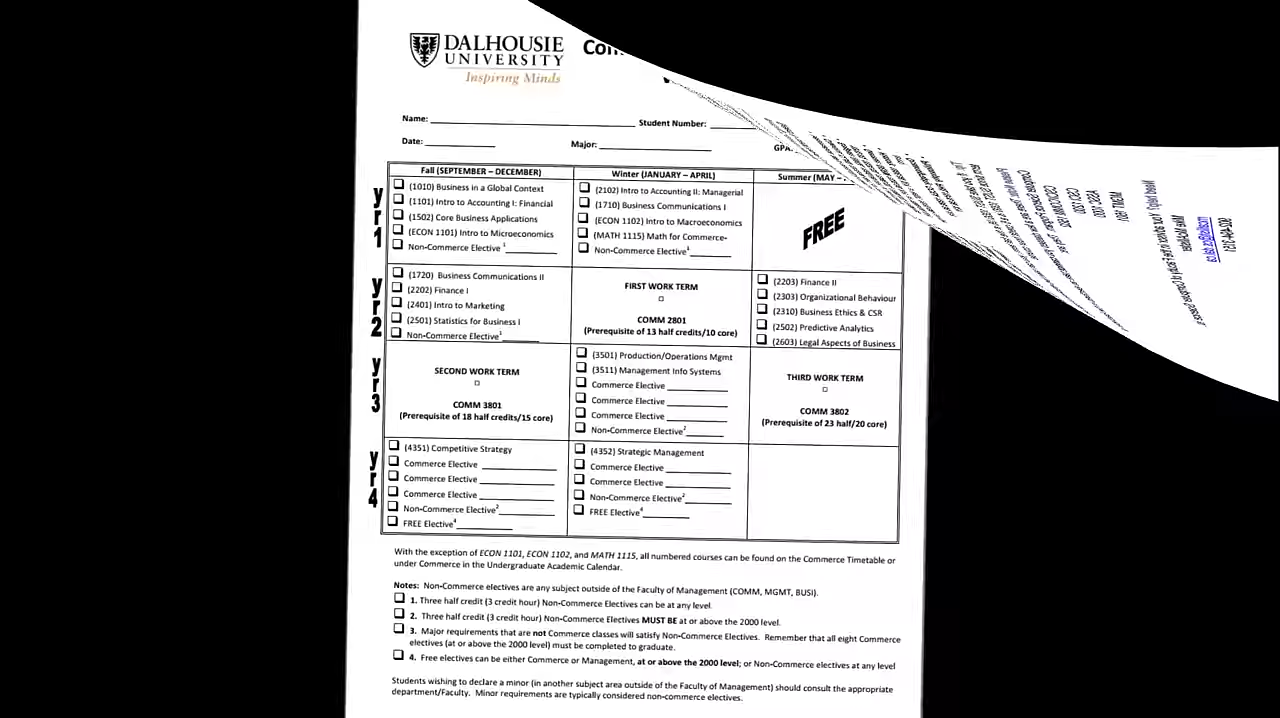 DALHOUSIE
UNIVERSITY
Inspiring Minds
Name: Student Number:
Date: Major: GPA:
Fall (SEPTEMBER – DECEMBER) Winter (JANUARY – APRIL) Summer (MAY –
yr1
(1010) Business in a Global Context
(1101) Intro to Accounting I: Financial
(1502) Core Business Applications
(ECON 1101) Intro to Microeconomics
Non-Commerce Elective 1
(2102) Intro to Accounting II: Managerial
(1710) Business Communications I
(ECON 1102) Intro to Macroeconomics
(MATH 1115) Math for Commerce-
Non-Commerce Elective1
FREE
yr2
(1720) Business Communications II
(2202) Finance I
(2401) Intro to Marketing
(2501) Statistics for Business I
Non-Commerce Elective1
FIRST WORK TERM
COMM 2801
(Prerequisite of 13 half credits/10 core)
(2203) Finance II
(2303) Organizational Behaviour
(2310) Business Ethics & CSR
(2502) Predictive Analytics
(2603) Legal Aspects of Business
yr3
SECOND WORK TERM
COMM 3801
(Prerequisite of 18 half credits/15 core)
(3501) Production/Operations Mgmt
(3511) Management Info Systems
Commerce Elective
Commerce Elective
Commerce Elective
Non-Commerce Elective2
THIRD WORK TERM
COMM 3802
(Prerequisite of 23 half/20 core)
yr4
(4351) Competitive Strategy
Commerce Elective
Commerce Elective
Commerce Elective
Non-Commerce Elective2
FREE Elective4
(4352) Strategic Management
Commerce Elective
Commerce Elective
Non-Commerce Elective2
FREE Elective4
With the exception of ECON 1101, ECON 1102, and MATH 1115, all numbered courses can be found on the Commerce Timetable or
under Commerce in the Undergraduate Academic Calendar.
Notes: Non-Commerce electives are any subject outside of the Faculty of Management (COMM, MGMT, BUSI).
1. Three half credit (3 credit hour) Non-Commerce Electives can be at any level
2. Three half credit (3 credit hour) Non-Commerce Electives MUST BE at or above the 2000 level.
3. Major requirements that are not Commerce classes will satisfy Non-Commerce Electives. Remember that all eight Commerce
electives (at or above the 2000 level) must be completed to graduate.
4. Free electives can be either Commerce or Management, at or above the 2000 level; or Non-Commerce electives at any level
Students wishing to declare a minor (in another subject area outside of the Faculty of Management) should consult the appropriate
department/Faculty. Minor requirements are typically considered non-commerce electives.